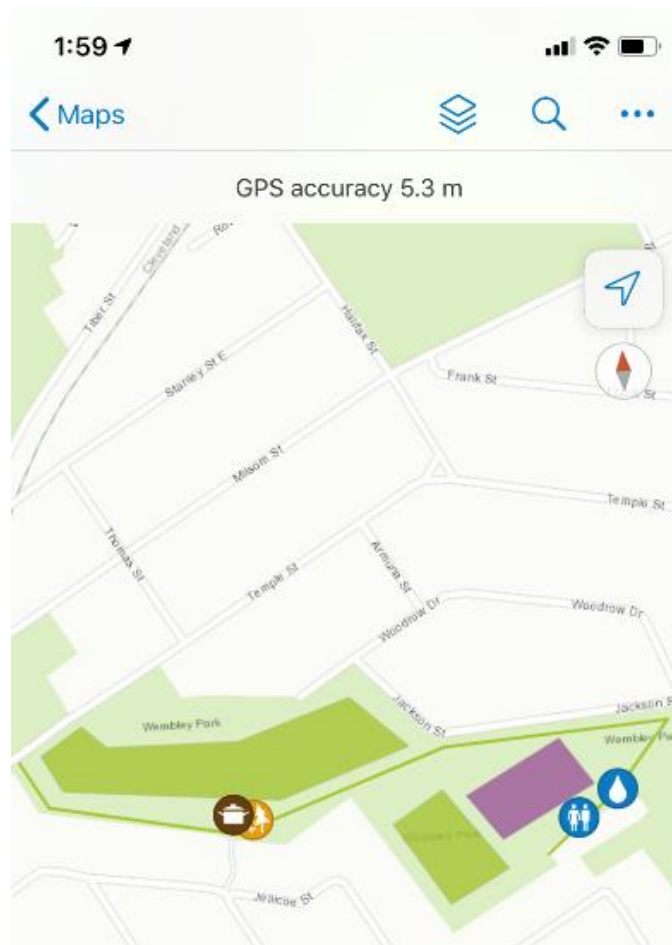 1:59
Maps
GPS accuracy 5.3 m
Cleveland
Tiber St
Halifax St
Stanley St E
Frank St
St
Milsom St
Temple St
Thomas St
Temple St
Armuna St
Woodrow Dr
Woodrow Dr
Jackson St
Jackson S
Wembley Park
Wembley Pa
Wembley Park
Jellicoe St